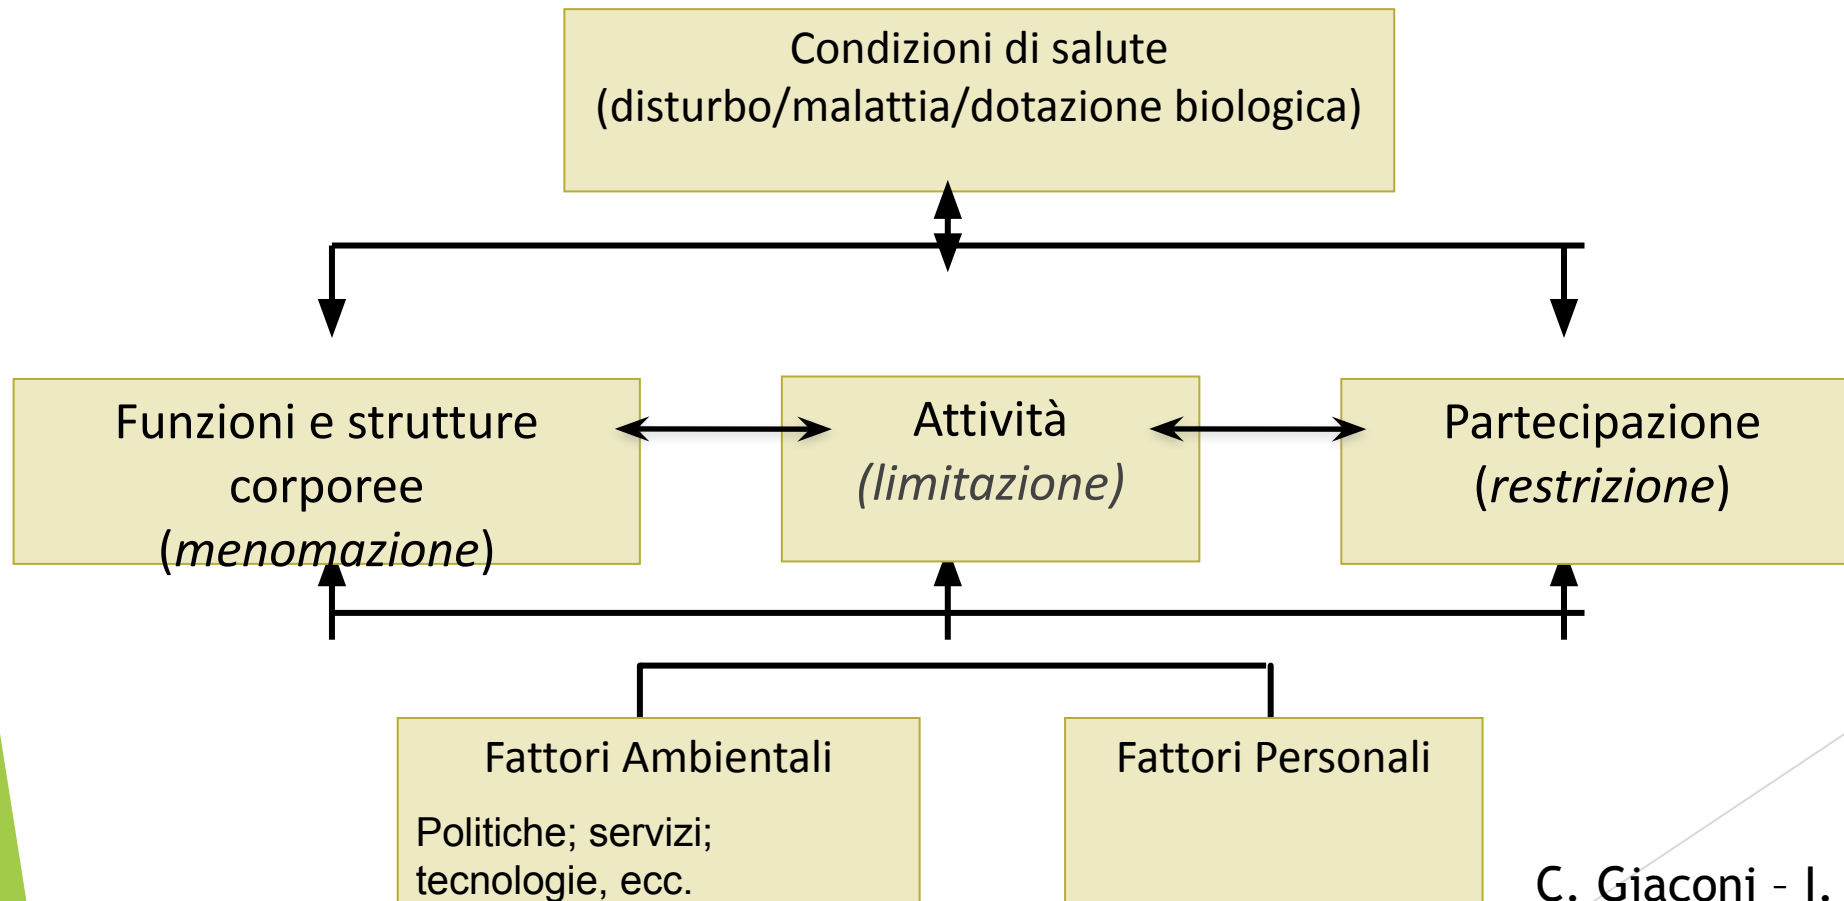 Condizioni di salute
(disturbo/malattia/dotazione biologica)
Funzioni e strutture
corporee
(menomazione)
Attività
(limitazione)
Partecipazione
(restrizione)
Fattori Ambientali
Politiche; servizi;
tecnologie, ecc.
Fattori Personali
C. Giaconi - I.